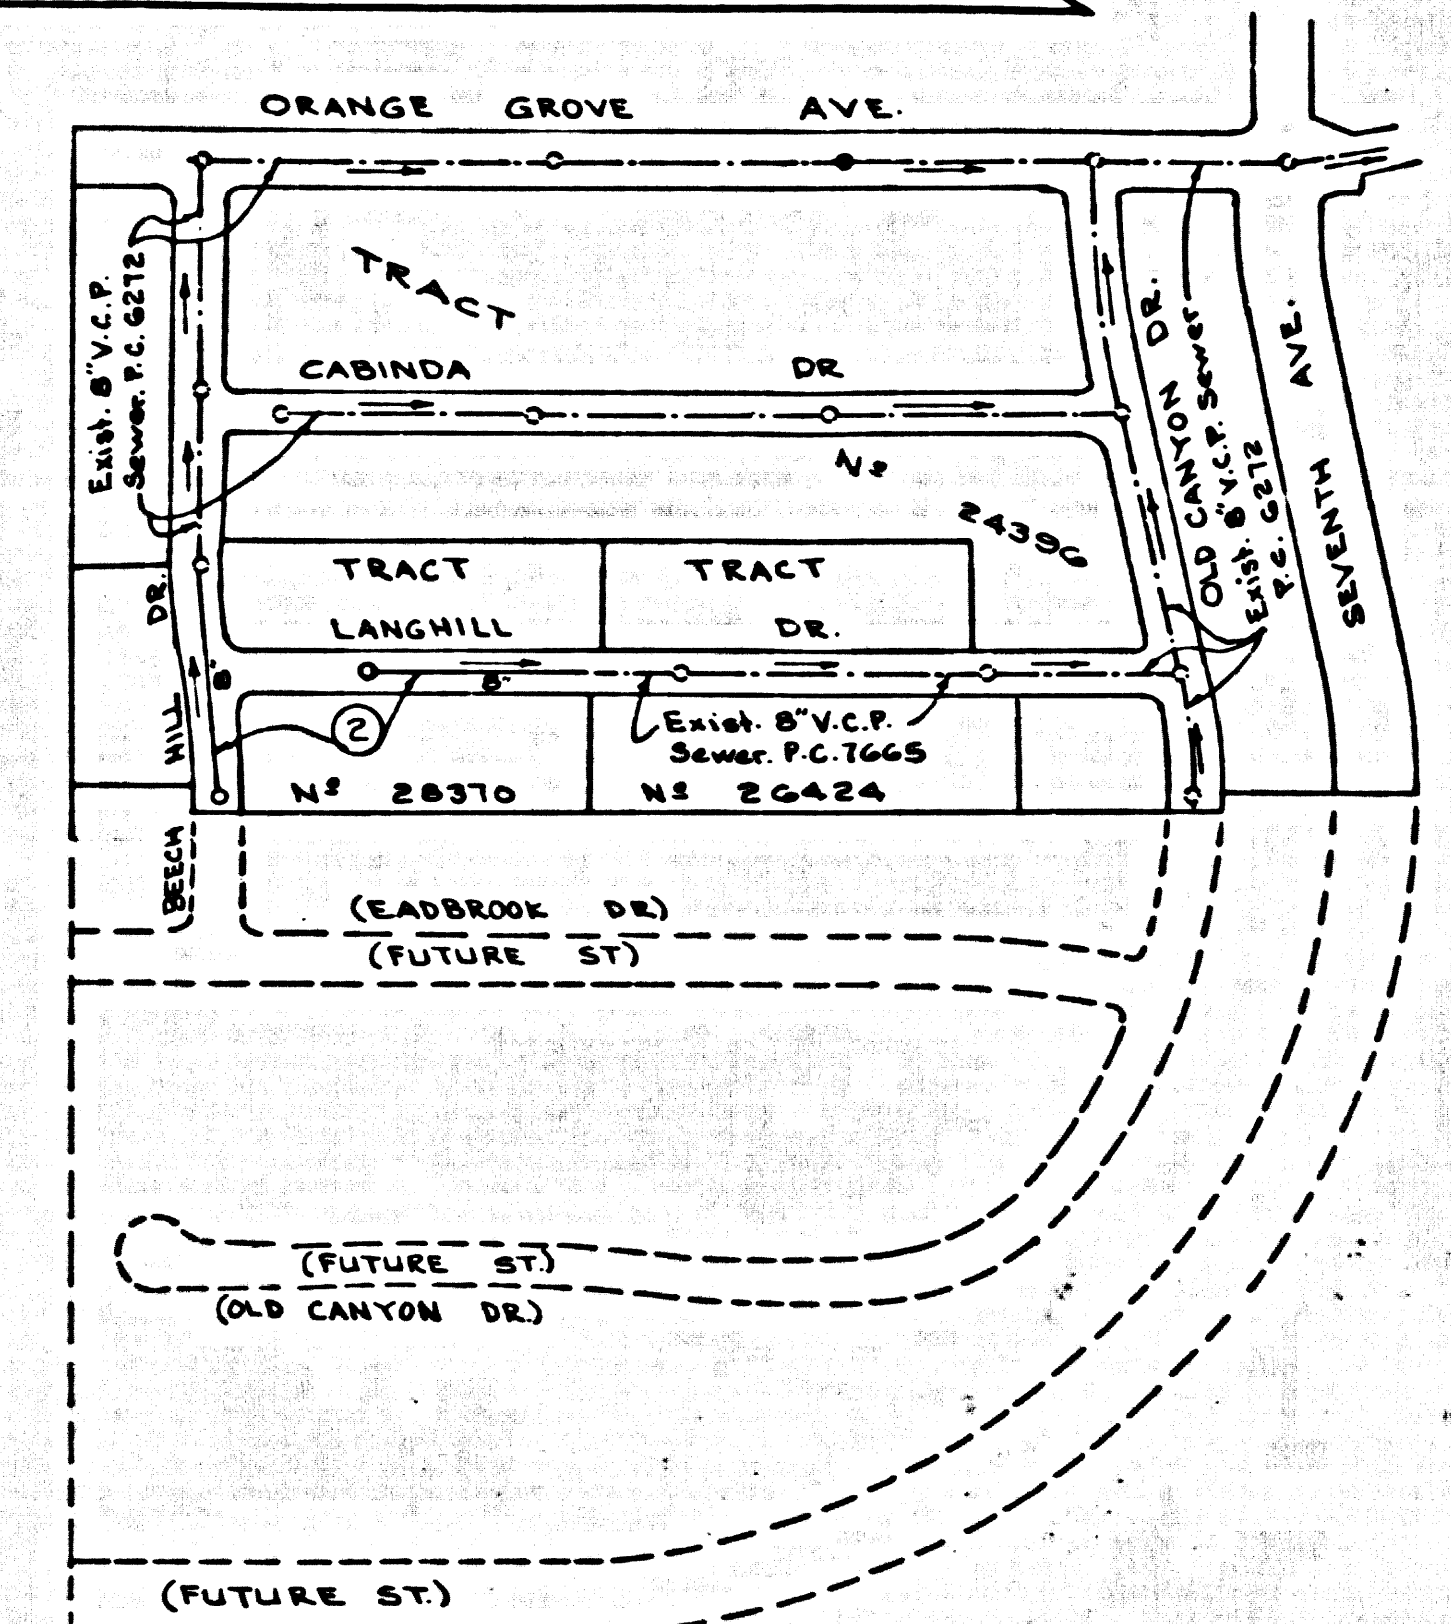 ORANGE GROVE AVE.
TRACT
Exist. 8" V.C.P.
Sewer. P.C. 6272
CABINDA DR
Nº
24396
OLD CANYON DR.
OLD CANYON
Exist. 8" V.C.P. Sewer
P.C. 6272
SEVENTH AVE.
TRACT
TRACT
LANGHILL DR.
8"
8"
2
Exist. 8" V.C.P.
Sewer. P.C. 7665
Nº 28370
Nº 26424
BEECH HILL DR.
(EADBROOK DR)
(FUTURE ST)
(FUTURE ST.)
(OLD CANYON DR.)
(FUTURE ST.)